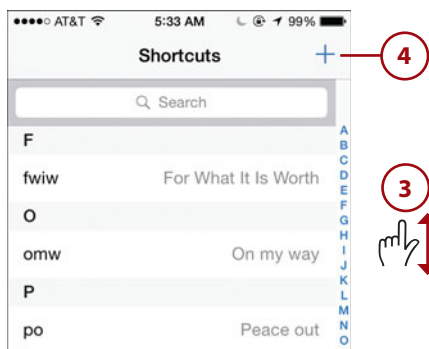 AT&T 5:33 AM 99%
Shortcuts + 4
Search
F
fwiw For What It Is Worth
O
omw On my way
P
po Peace out
A
B
C
D
E
F
G
H
I
J
K
L
M
N
O
3